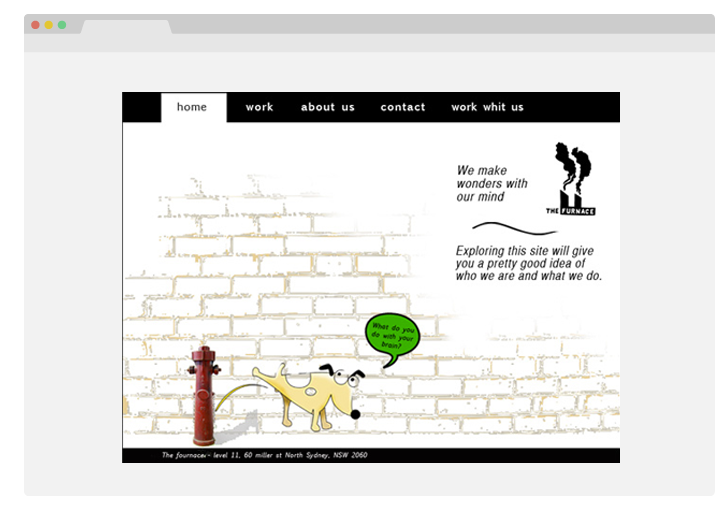 home work about us contact work whit us
We make
wonders with
our mind
THE FURNACE
Exploring this site will give
you a pretty good idea of
who we are and what we do.
What do you
do with your
brain?
The fournacer- level 11, 60 miller st North Sydney, NSW 2060